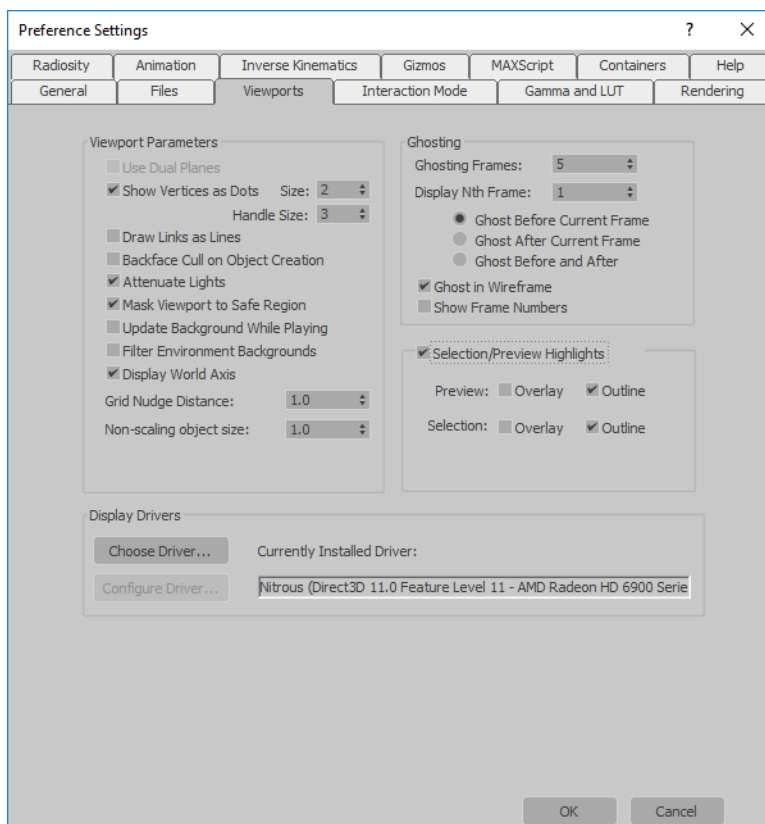 Preference Settings
?
Radiosity Animation Inverse Kinematics Gizmos MAXScript Containers Help
General Files Viewports Interaction Mode Gamma and LUT Rendering
Viewport Parameters
Use Dual Planes
Show Vertices as Dots Size: 2
Handle Size: 3
Draw Links as Lines
Backface Cull on Object Creation
Attenuate Lights
Mask Viewport to Safe Region
Update Background While Playing
Filter Environment Backgrounds
Display World Axis
Grid Nudge Distance: 1.0
Non-scaling object size: 1.0
Ghosting
Ghosting Frames: 5
Display Nth Frame: 1
Ghost Before Current Frame
Ghost After Current Frame
Ghost Before and After
Ghost in Wireframe
Show Frame Numbers
Selection/Preview Highlights
Preview: Overlay Outline
Selection: Overlay Outline
Display Drivers
Choose Driver... Currently Installed Driver:
Configure Driver... Nitrous (Direct3D 11.0 Feature Level 11 - AMD Radeon HD 6900 Serie
OK Cancel